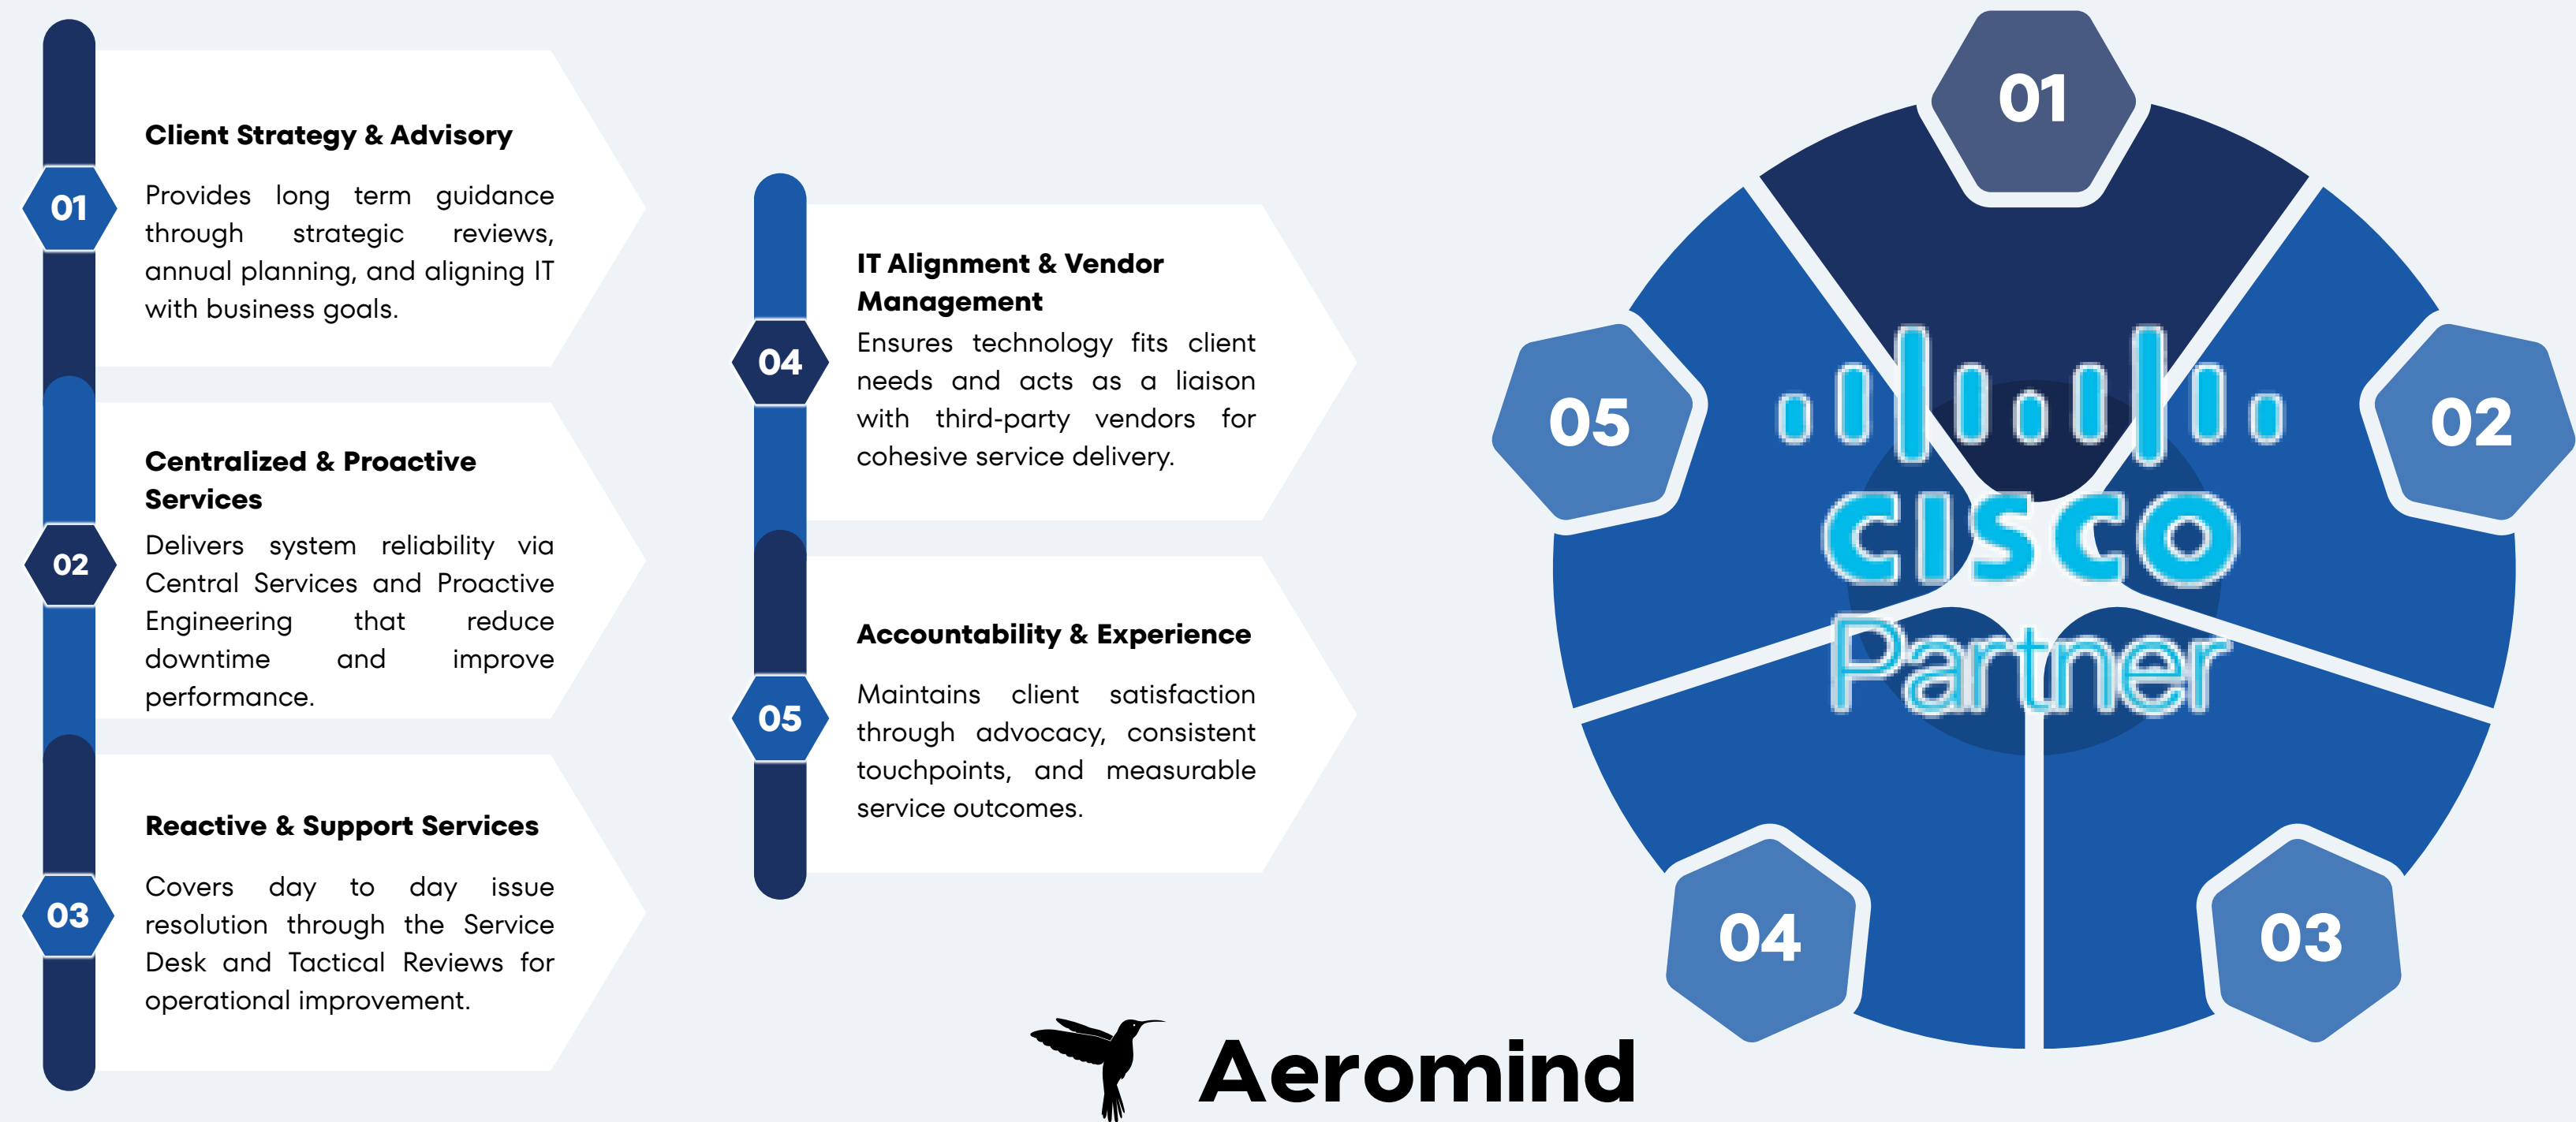 01
Client Strategy & Advisory
Provides long term guidance
through strategic reviews,
annual planning, and aligning IT
with business goals.
02
Centralized & Proactive
Services
Delivers system reliability via
Central Services and Proactive
Engineering that reduce
downtime and improve
performance.
03
Reactive & Support Services
Covers day to day issue
resolution through the Service
Desk and Tactical Reviews for
operational improvement.
04
IT Alignment & Vendor
Management
Ensures technology fits client
needs and acts as a liaison
with third-party vendors for
cohesive service delivery.
05
Accountability & Experience
Maintains client satisfaction
through advocacy, consistent
touchpoints, and measurable
service outcomes.
01
02
03
04
05
CISCO
Partner
Aeromind